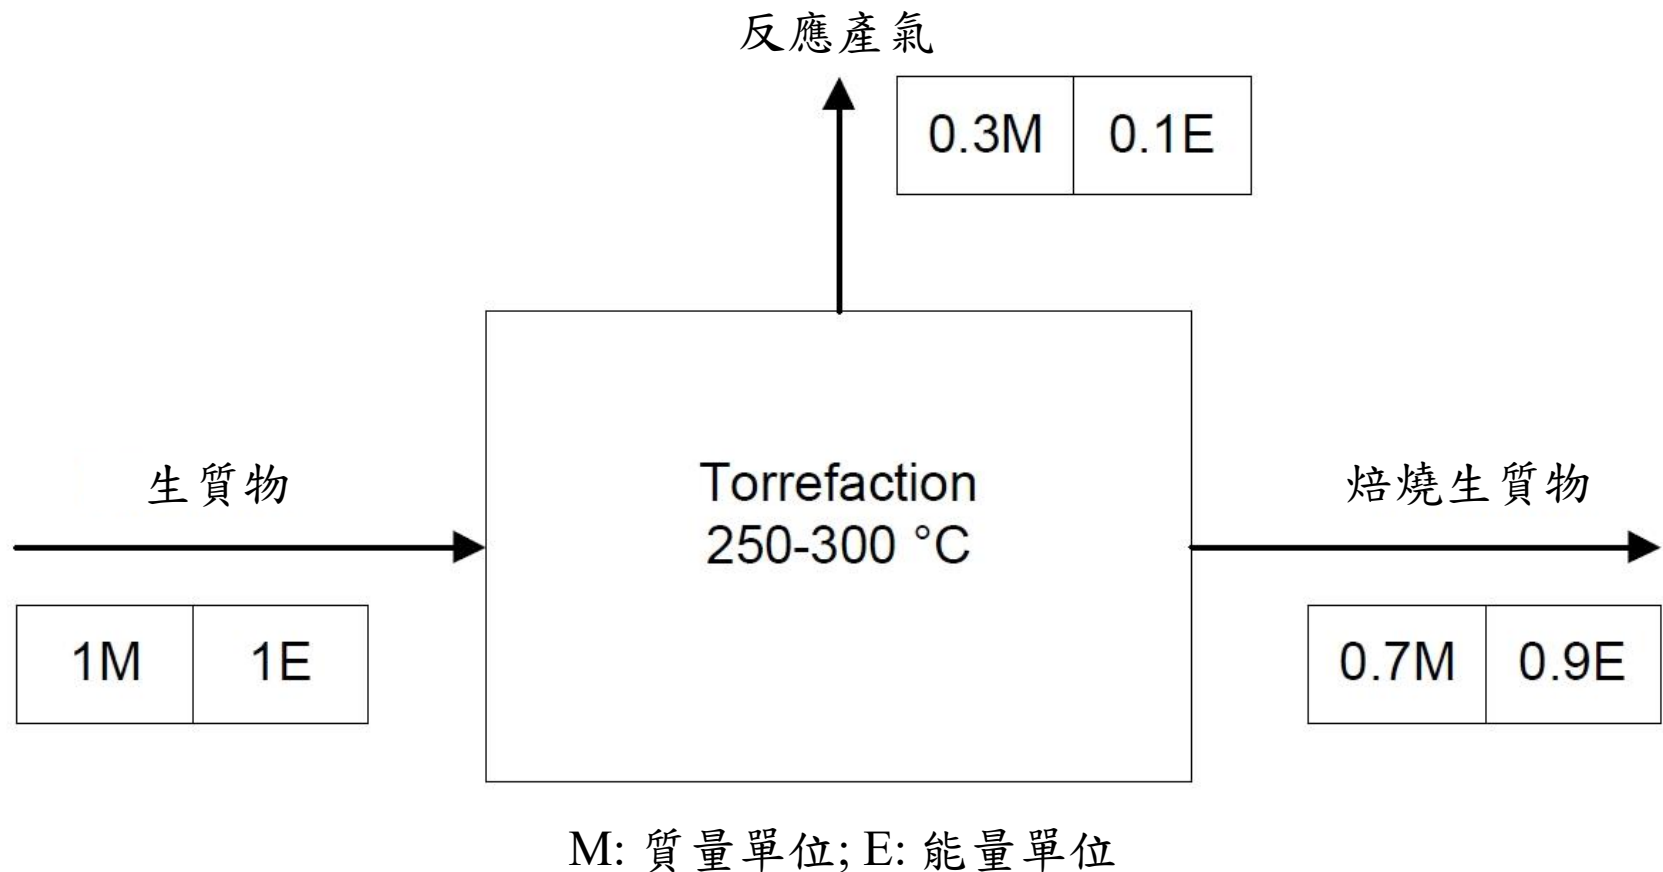 反應產氣
0.3M 0.1E
生質物
Torrefaction
250-300 °C
焙燒生質物
1M 1E
0.7M 0.9E
M: 質量單位; E: 能量單位